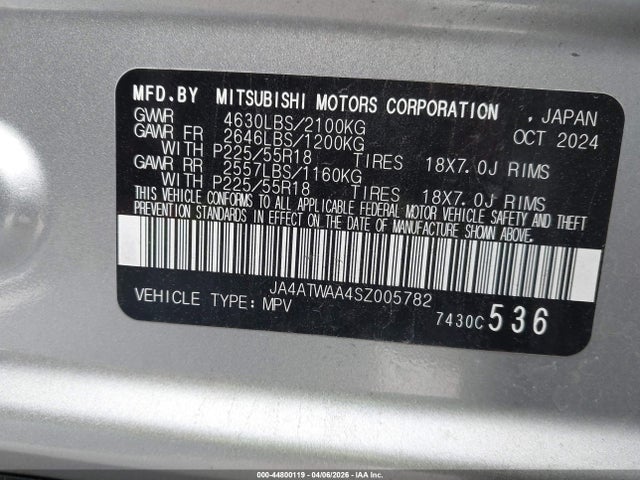 MFD.BY MITSUBISHI MOTORS CORPORATION , JAPAN
GWWR 4630LBS/2100KG OCT 2024
GAWR FR 2646LBS/1200KG
WITH P225/55R18 TIRES 18X7.0J RIMS
GAWR RR 2557LBS/1160KG
WITH P225/55R18 TIRES 18X7.0J RIMS
THIS VEHICLE CONFORMS TO ALL APPLICABLE FEDERAL MOTOR VEHICLE SAFETY AND THEFT
PREVENTION STANDARDS IN EFFECT ON THE DATE OF MANUFACTURE SHOWN ABOVE.
JA4ATWAA4SZ005782
VEHICLE TYPE: MPV 7430C 536
000-44800119 - 04/06/2026 - IAA Corp.